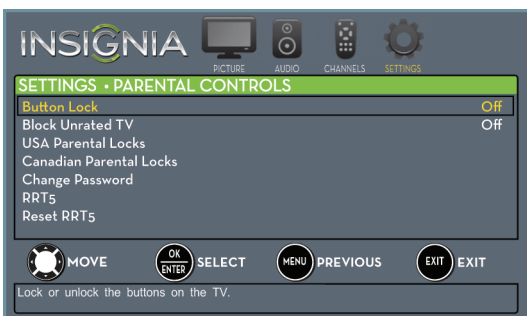 INSIGNIA
PICTURE AUDIO CHANNELS SETTINGS
SETTINGS • PARENTAL CONTROLS
Button Lock Off
Block Unrated TV Off
USA Parental Locks
Canadian Parental Locks
Change Password
RRT5
Reset RRT5
MOVE OK ENTER SELECT MENU PREVIOUS EXIT EXIT
Lock or unlock the buttons on the TV.